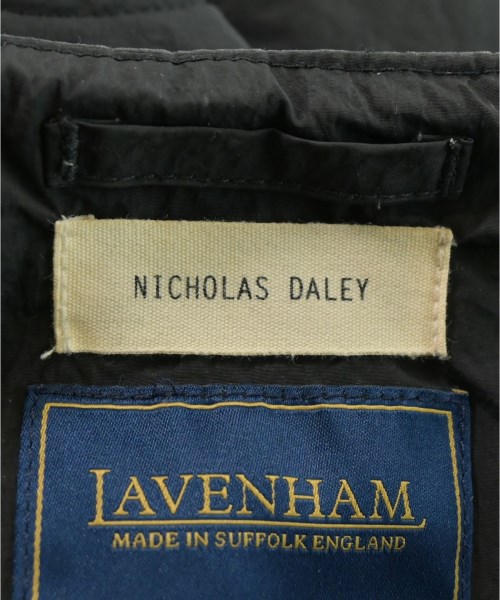 NICHOLAS DALEY
LAVENHAM
MADE IN SUFFOLK ENGLAND